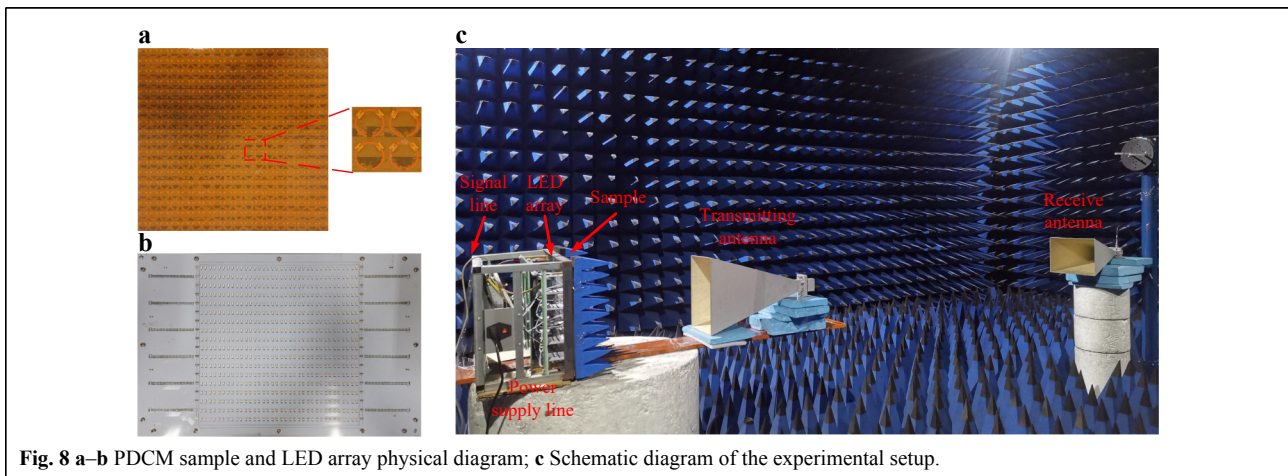 a
c
b
Signal
line
LED
array
Sample
Transmitting
antenna
Receive
antenna
Power
supply line
Fig. 8 a–b PDCM sample and LED array physical diagram; c Schematic diagram of the experimental setup.